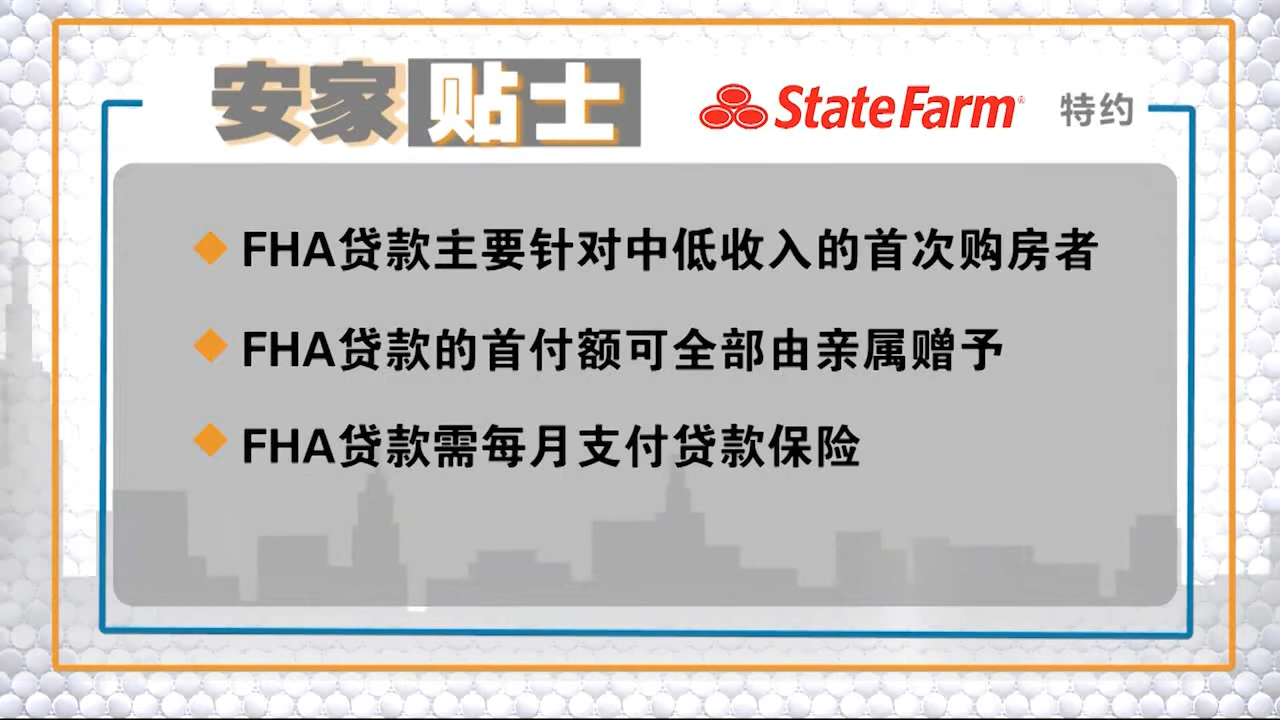 安家贴士 StateFarm® 特约
FHA贷款主要针对中低收入的首次购房者
FHA贷款的首付额可全部由亲属赠予
FHA贷款需每月支付贷款保险